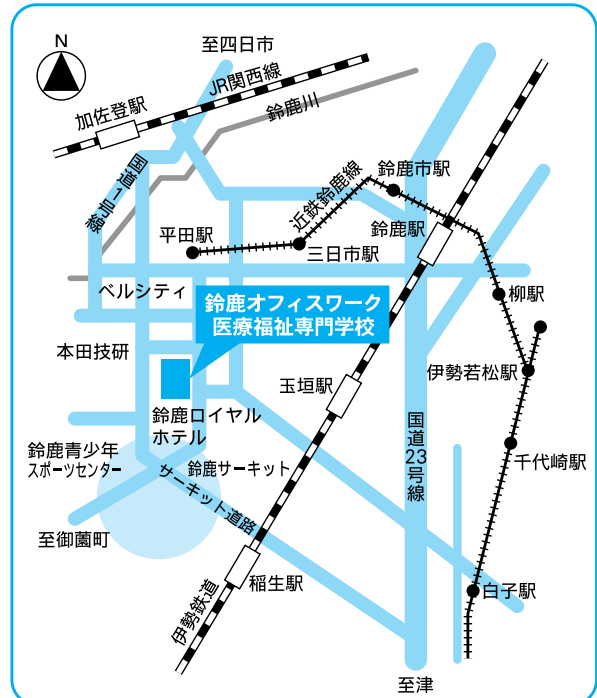 N
至四日市
JR関西線
加佐登駅
鈴鹿川
国道1号線
鈴鹿市駅
近鉄鈴鹿線
鈴鹿駅
平田駅
三日市駅
ベルシティ
鈴鹿オフィスワーク
医療福祉専門学校
柳駅
本田技研
伊勢若松駅
玉垣駅
鈴鹿ロイヤル
ホテル
国道23号線
鈴鹿青少年
スポーツセンター
鈴鹿サーキット
千代崎駅
サーキット道路
至御薗町
稲生駅
白子駅
伊勢鉄道
至津